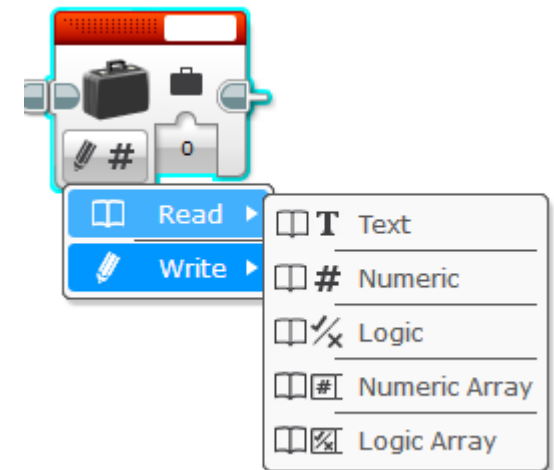 #
0
Read
Write
T Text
# Numeric
Logic
# Numeric Array
Logic Array